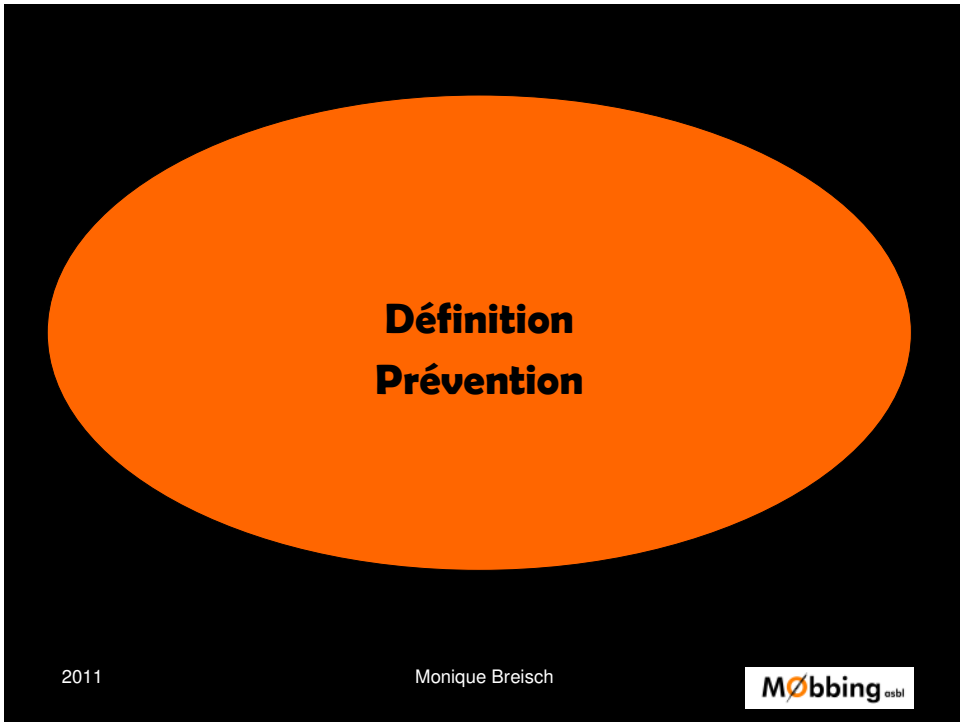 Définition
Prévention
2011
Monique Breisch
MØbbing asbl